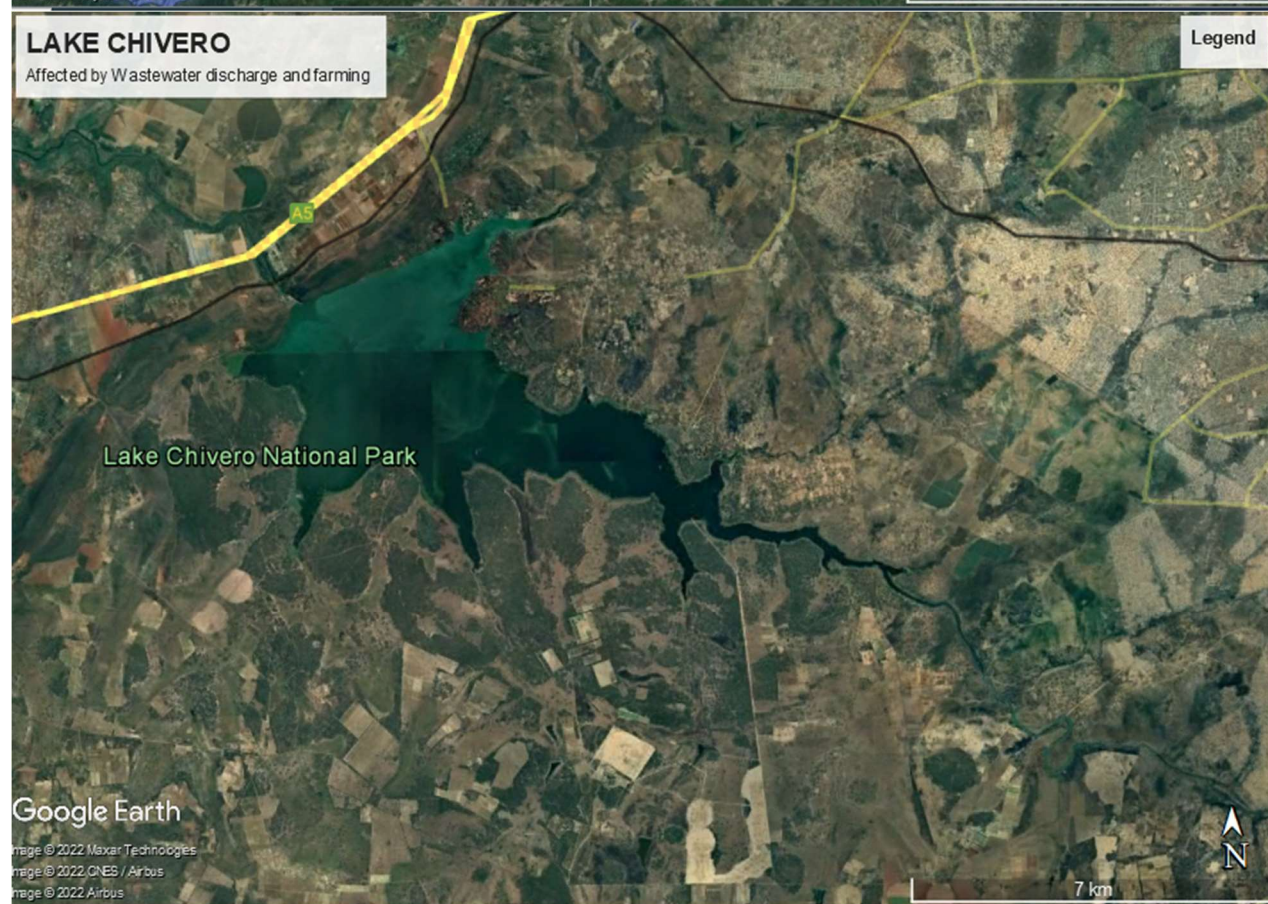 LAKE CHIVERO
Affected by Wastewater discharge and farming
Legend
A5
Lake Chivero National Park
Google Earth
mage © 2022 Maxar Technologies
mage © 2022 CNES / Airbus
mage © 2022 Airbus
N
7 km